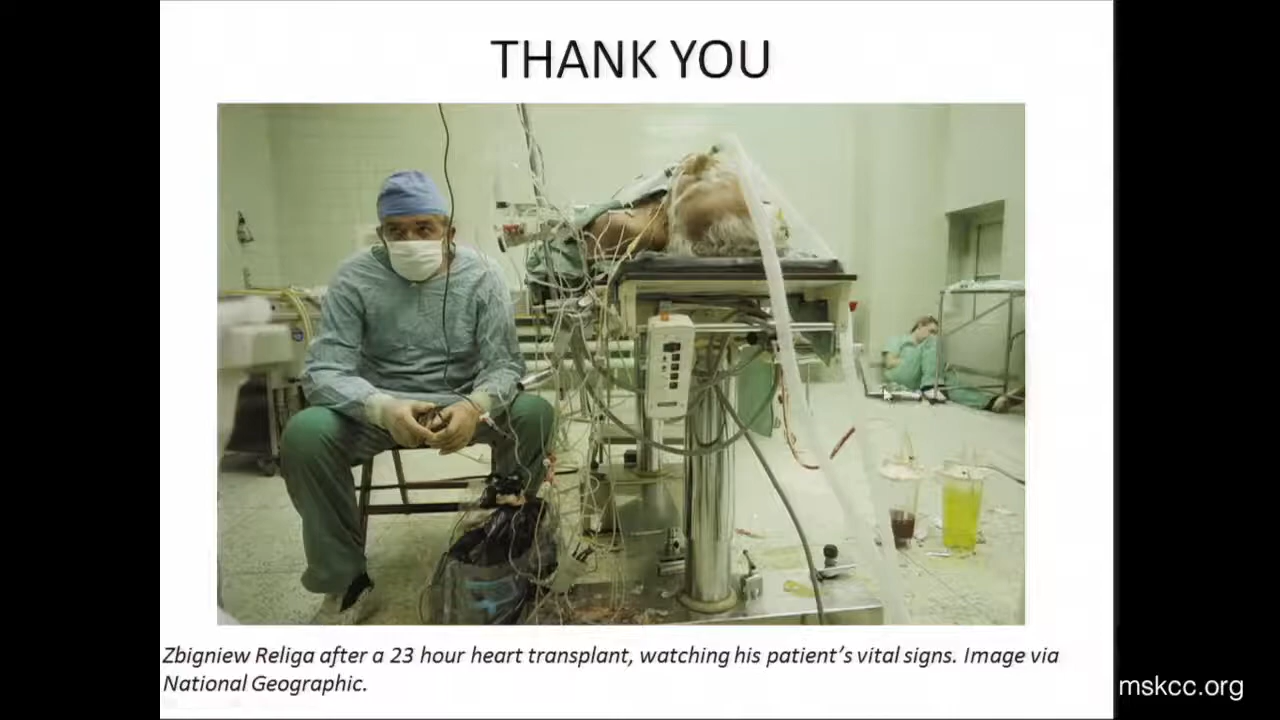 THANK YOU
Zbigniew Religa after a 23 hour heart transplant, watching his patient's vital signs. Image via
National Geographic.
mskcc.org